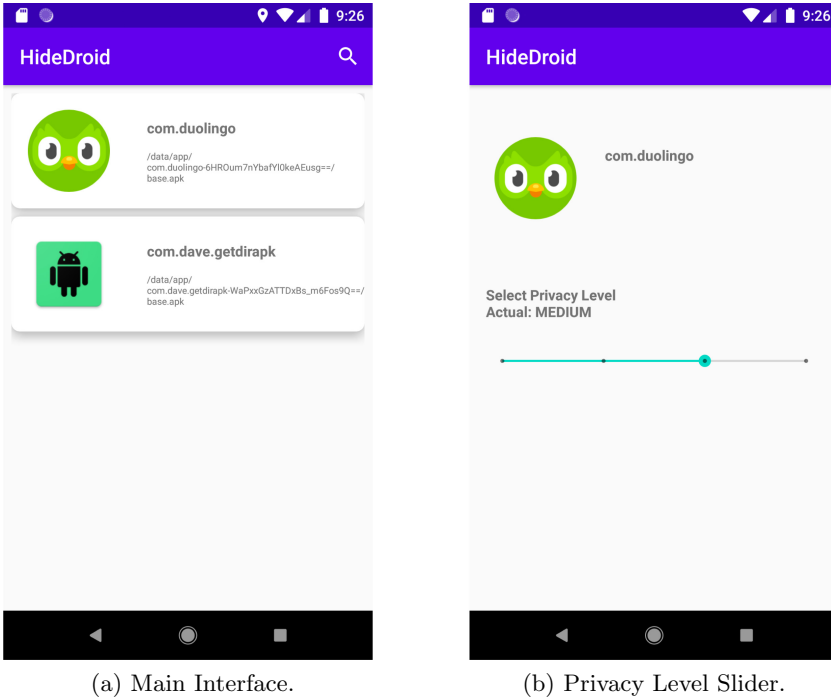 9:26
HideDroid
com.duolingo
/data/app/
com.duolingo-6HROum7nYbafYl0keAEusg==/
base.apk
com.dave.getdirapk
/data/app/
com.dave.getdirapk-WaPxxGzATTDxBs_m6Fos9Q==/
base.apk
(a) Main Interface.
9:26
HideDroid
com.duolingo
Select Privacy Level
Actual: MEDIUM
(b) Privacy Level Slider.